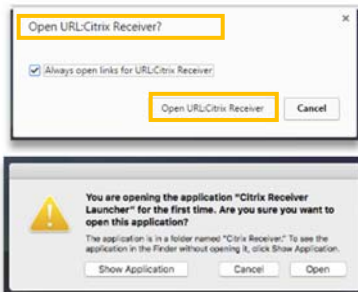 Open URL:Citrix Receiver?
Always open links for URL:Citrix Receiver
Open URL:Citrix Receiver Cancel
You are opening the application "Citrix Receiver
Launcher" for the first time. Are you sure you want to
open this application?
The application is in a folder named "Citrix Receiver." To see the
application in the Finder without opening it, click Show Application.
Show Application Cancel Open